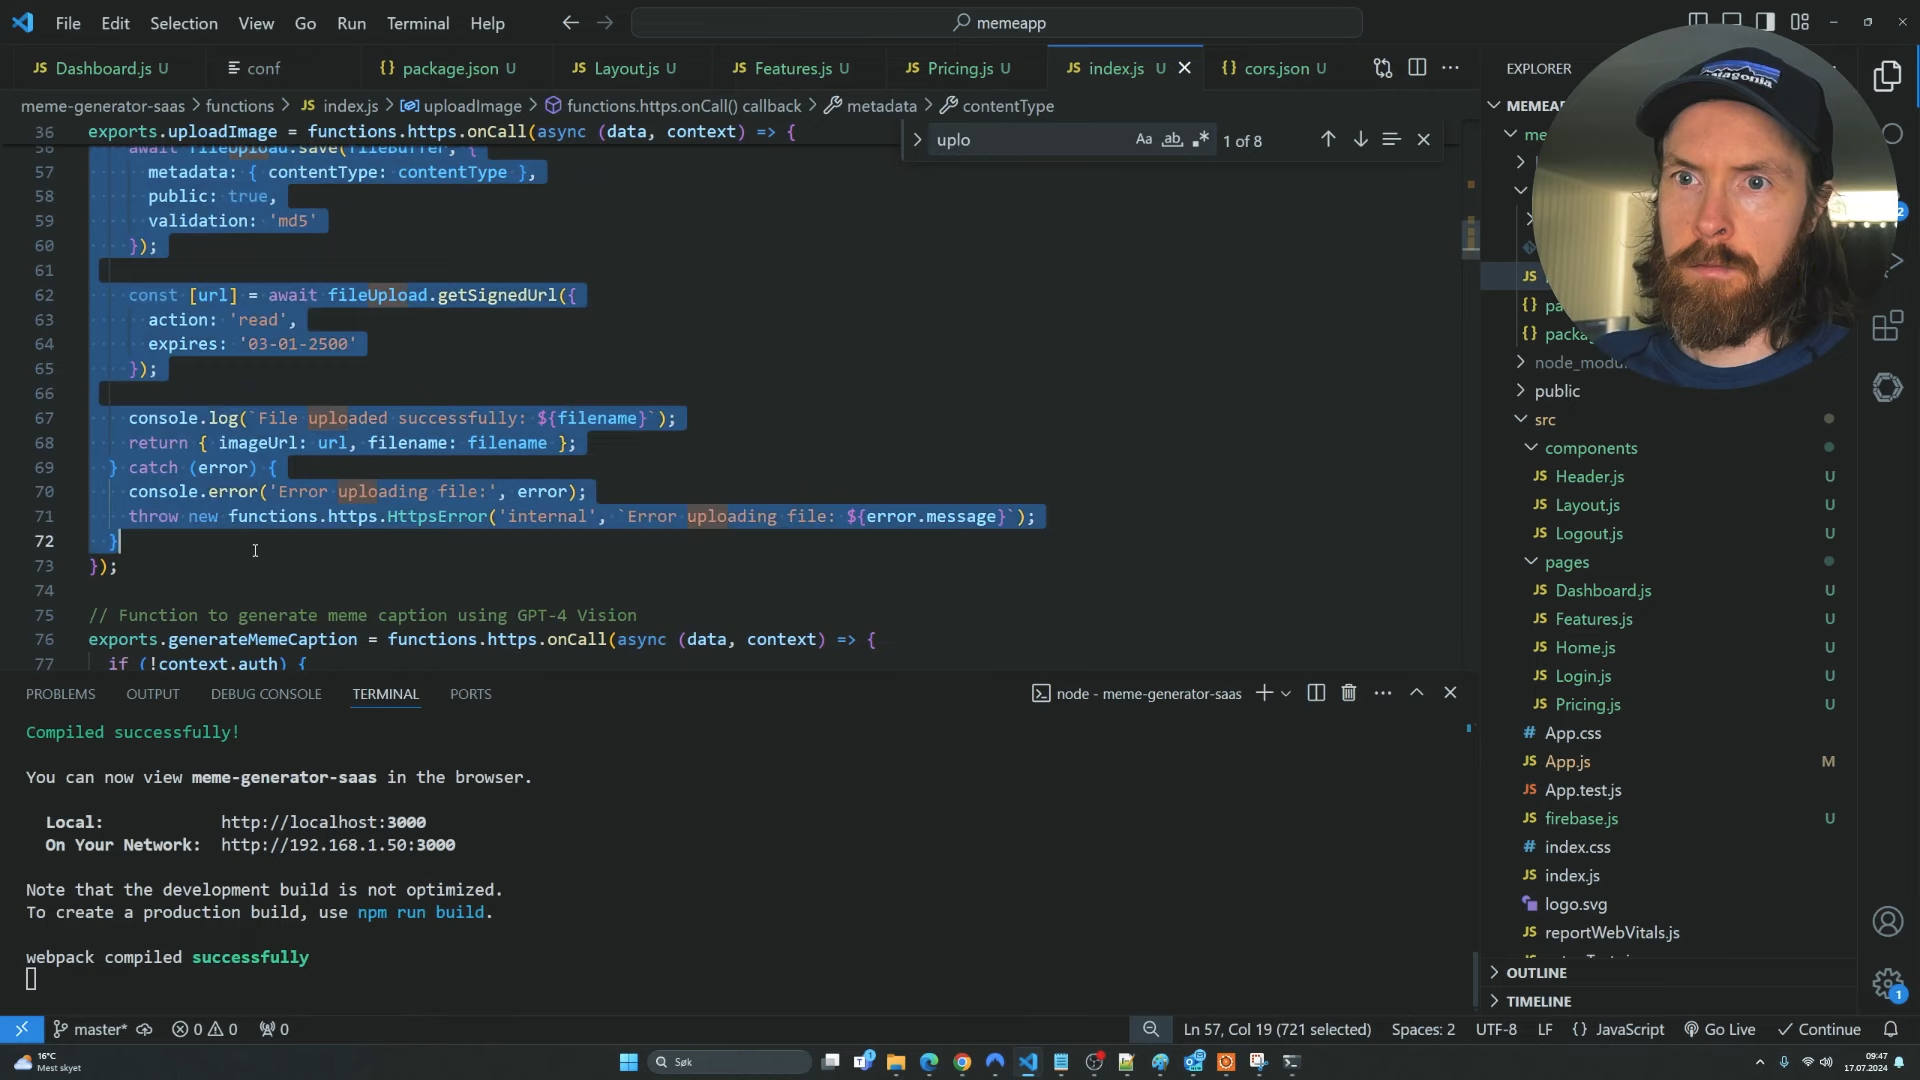 File Edit Selection View Go Run Terminal Help
memeapp
JS Dashboard.js U
conf
{} package.json U
JS Layout.js U
JS Features.js U
JS Pricing.js U
JS index.js U
{} cors.json U
EXPLORER
meme-generator-saas > functions > JS index.js > uploadImage > functions.https.onCall() callback > metadata > contentType
36 exports.uploadImage = functions.https.onCall(async (data, context) => {
uplo
Aa ab 1 of 8
56 await fileUpload.save(fileBuffer, {
57 metadata: { contentType: contentType },
58 public: true,
59 validation: 'md5'
60 });
61
62 const [url] = await fileUpload.getSignedUrl({
63 action: 'read',
64 expires: '03-01-2500'
65 });
66
67 console.log(`File uploaded successfully: ${filename}`);
68 return { imageUrl: url, filename: filename };
69 } catch (error) {
70 console.error('Error uploading file:', error);
71 throw new functions.https.HttpsError('internal', `Error uploading file: ${error.message}`);
72 }
73 });
74
75 // Function to generate meme caption using GPT-4 Vision
76 exports.generateMemeCaption = functions.https.onCall(async (data, context) => {
77 if (!context.auth) {
PROBLEMS OUTPUT DEBUG CONSOLE TERMINAL PORTS
node - meme-generator-saas
Compiled successfully!
You can now view meme-generator-saas in the browser.
Local: http://localhost:3000
On Your Network: http://192.168.1.50:3000
Note that the development build is not optimized.
To create a production build, use npm run build.
webpack compiled successfully
MEMEA
me
JS
{} pa
{} packa
node_modu
public
src
components
JS Header.js U
JS Layout.js U
JS Logout.js U
pages
JS Dashboard.js U
JS Features.js U
JS Home.js U
JS Login.js U
JS Pricing.js U
# App.css
JS App.js M
JS App.test.js
JS firebase.js U
# index.css
JS index.js
logo.svg
JS reportWebVitals.js
OUTLINE
TIMELINE
patagonia
2
1
master* 0 0 0
Ln 57, Col 19 (721 selected) Spaces: 2 UTF-8 LF {} JavaScript Go Live Continue
16°C
Mest skyet
Søk
1
09:47
17.07.2024